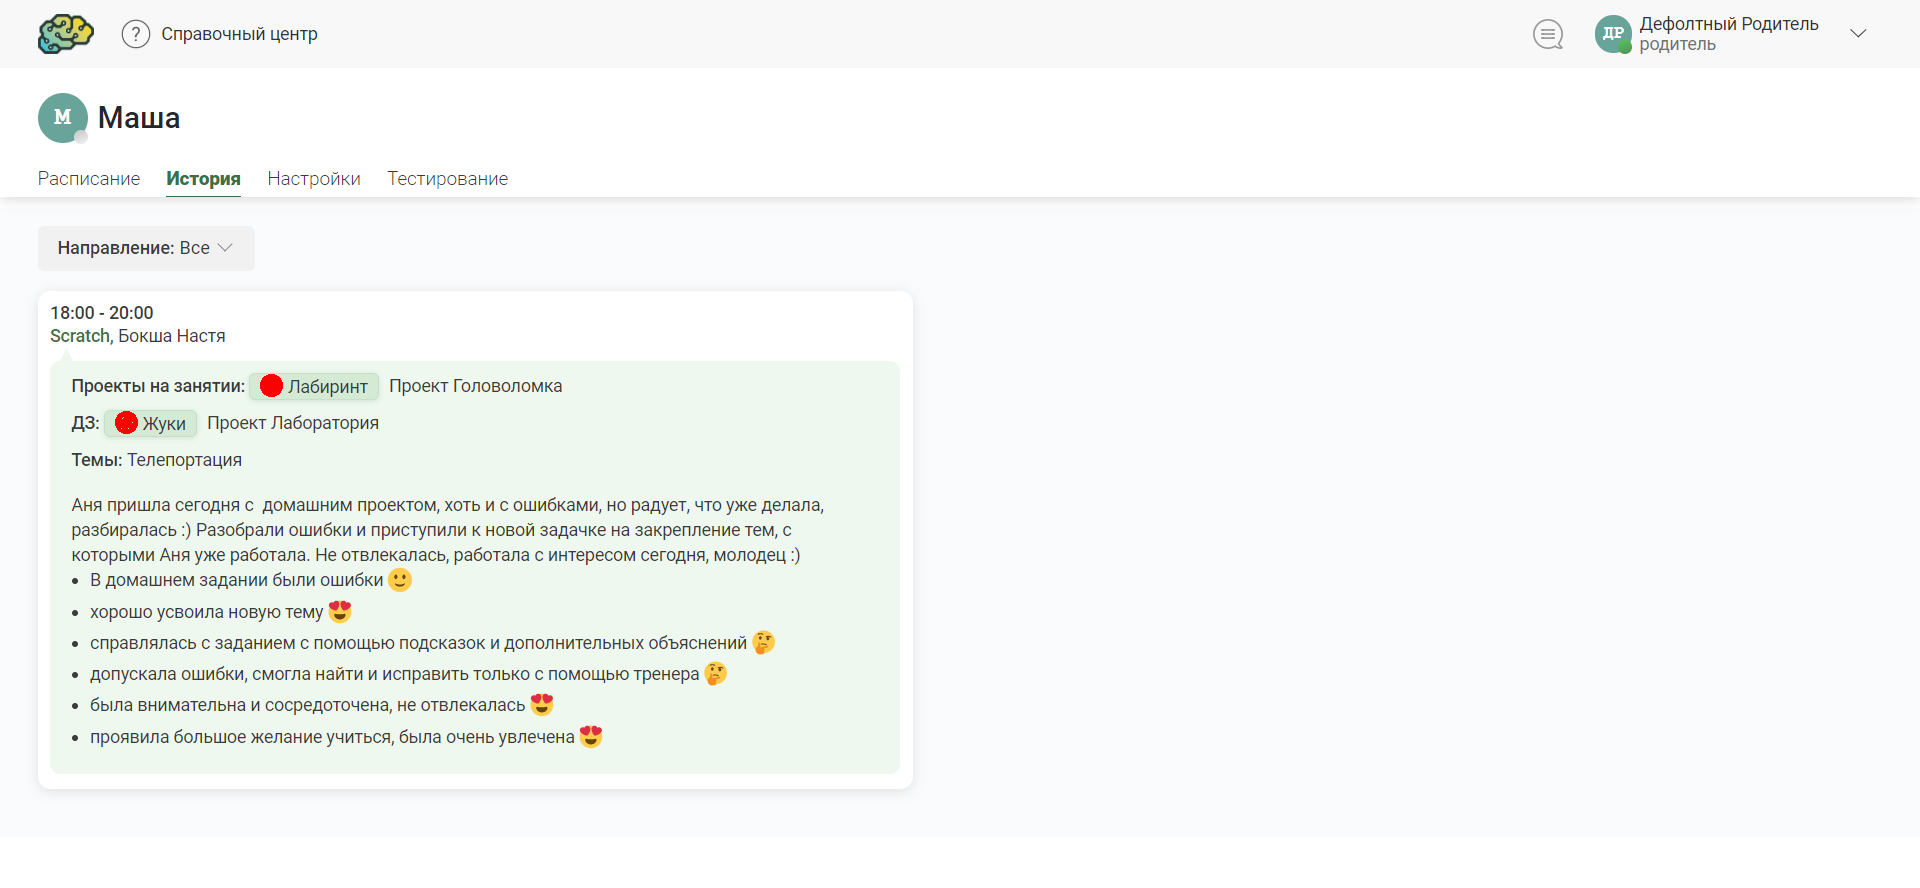 ? Справочный центр
ДР Дефолтный Родитель
родитель
М Маша
Расписание История Настройки Тестирование
Направление: Все
18:00 - 20:00
Scratch, Бокша Настя
Проекты на занятии: Лабиринт Проект Головоломка
ДЗ: Жуки Проект Лаборатория
Темы: Телепортация
Аня пришла сегодня с  домашним проектом, хоть и с ошибками, но радует, что уже делала,
разбиралась :) Разобрали ошибки и приступили к новой задачке на закрепление тем, с
которыми Аня уже работала. Не отвлекалась, работала с интересом сегодня, молодец :)
• В домашнем задании были ошибки 🙂
• хорошо усвоила новую тему 😍
• справлялась с заданием с помощью подсказок и дополнительных объяснений 🤔
• допускала ошибки, смогла найти и исправить только с помощью тренера 🤔
• была внимательна и сосредоточена, не отвлекалась 😍
• проявила большое желание учиться, была очень увлечена 😍